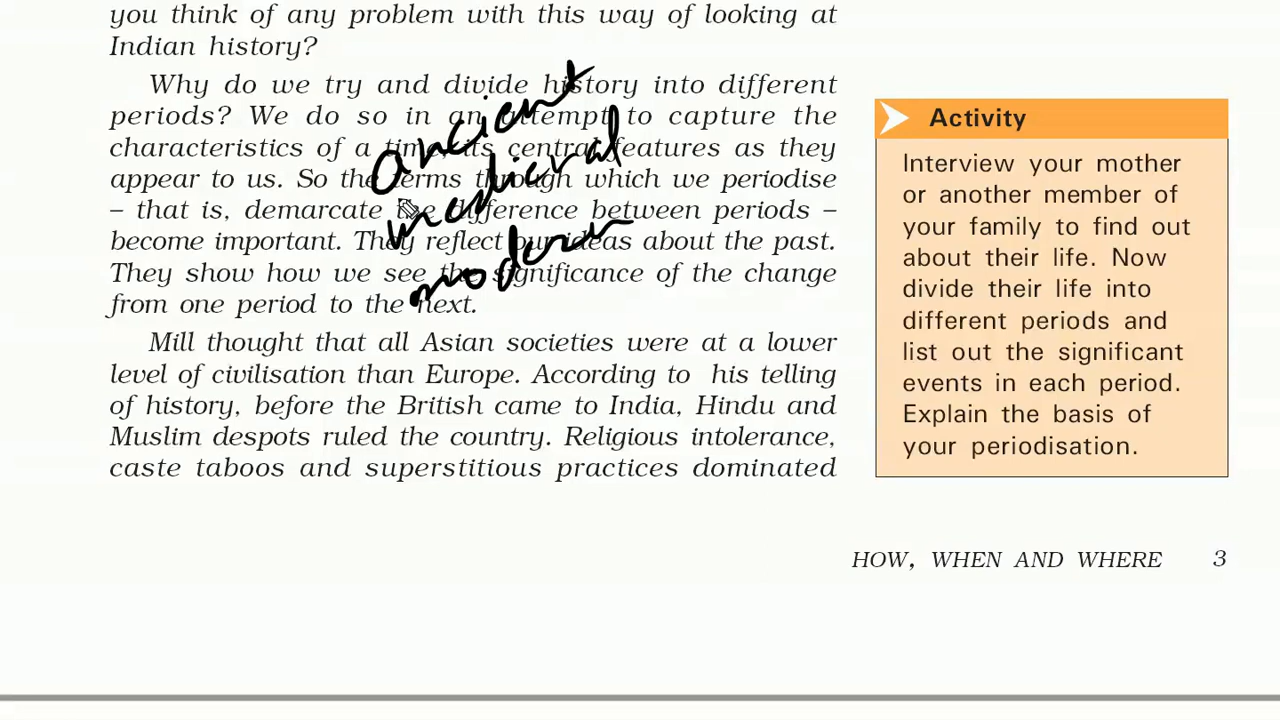 you think of any problem with this way of looking at
Indian history?
Why do we try and divide history into different
periods? We do so in an attempt to capture the
characteristics of a time, its central features as they
appear to us. So the terms through which we periodise
– that is, demarcate the difference between periods –
become important. They reflect our ideas about the past.
They show how we see the significance of the change
from one period to the next.
Mill thought that all Asian societies were at a lower
level of civilisation than Europe. According to his telling
of history, before the British came to India, Hindu and
Muslim despots ruled the country. Religious intolerance,
caste taboos and superstitious practices dominated
ancient
medieval
modern
Activity
Interview your mother
or another member of
your family to find out
about their life. Now
divide their life into
different periods and
list out the significant
events in each period.
Explain the basis of
your periodisation.
HOW, WHEN AND WHERE 3